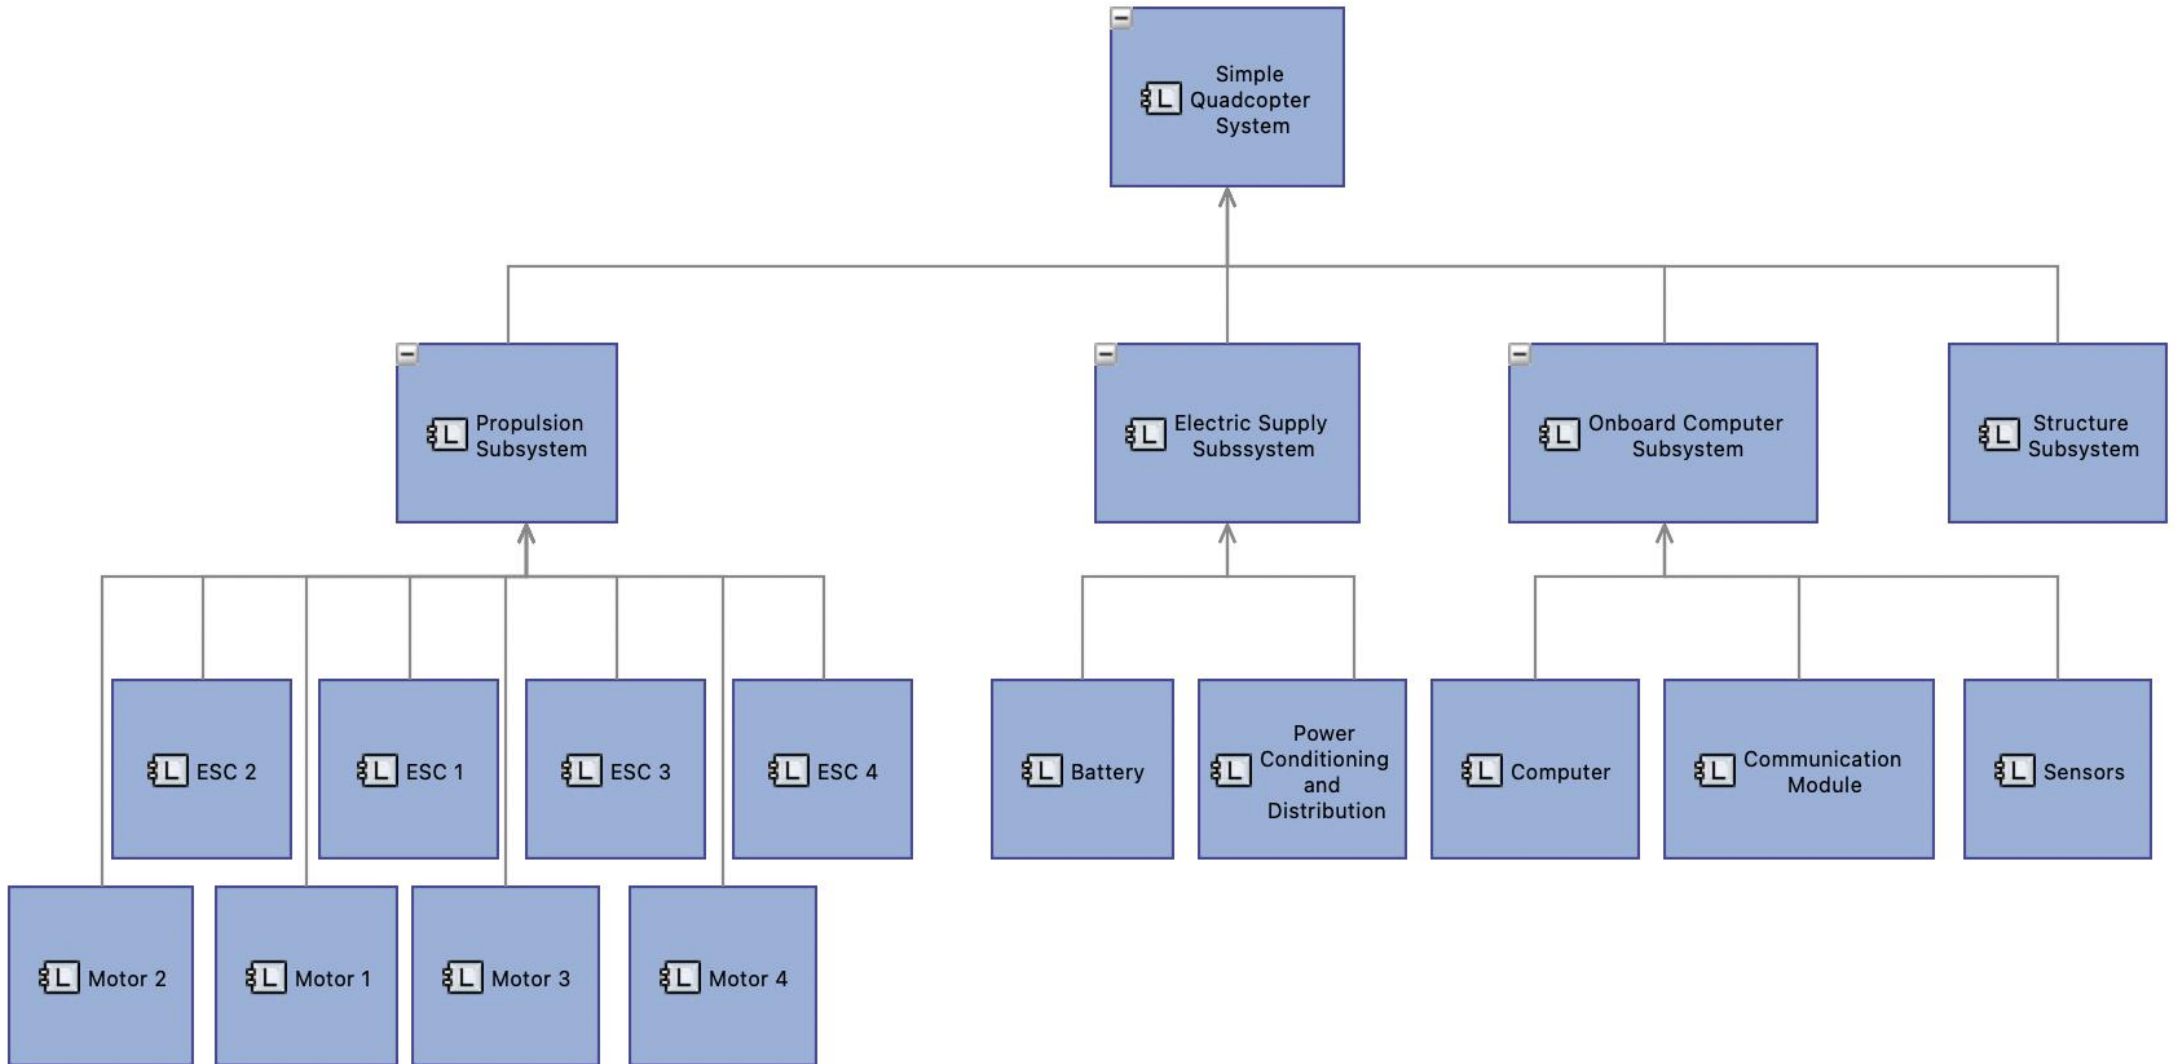 Simple
Quadcopter
System
Propulsion
Subsystem
Electric Supply
Subssystem
Onboard Computer
Subsystem
Structure
Subsystem
ESC 2
ESC 1
ESC 3
ESC 4
Battery
Power
Conditioning
and
Distribution
Computer
Communication
Module
Sensors
Motor 2
Motor 1
Motor 3
Motor 4